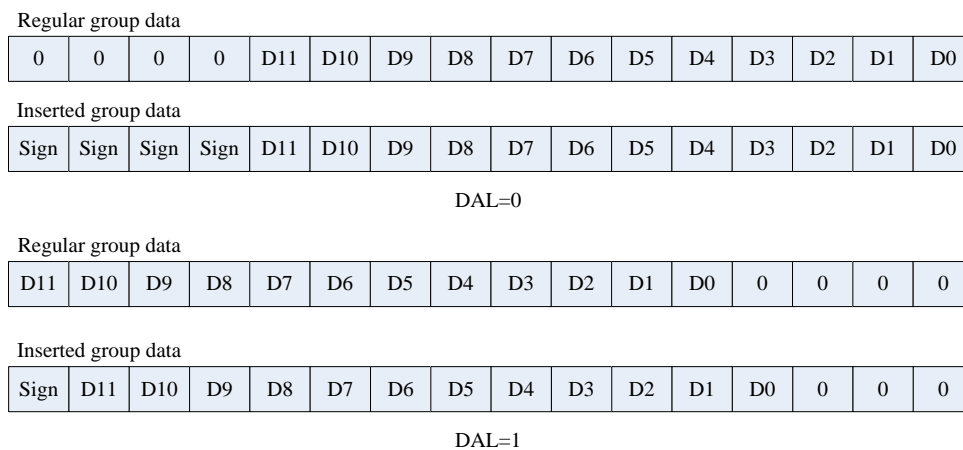 Regular group data
0 0 0 0 D11 D10 D9 D8 D7 D6 D5 D4 D3 D2 D1 D0
Inserted group data
Sign Sign Sign Sign D11 D10 D9 D8 D7 D6 D5 D4 D3 D2 D1 D0
DAL=0
Regular group data
D11 D10 D9 D8 D7 D6 D5 D4 D3 D2 D1 D0 0 0 0 0
Inserted group data
Sign D11 D10 D9 D8 D7 D6 D5 D4 D3 D2 D1 D0 0 0 0
DAL=1